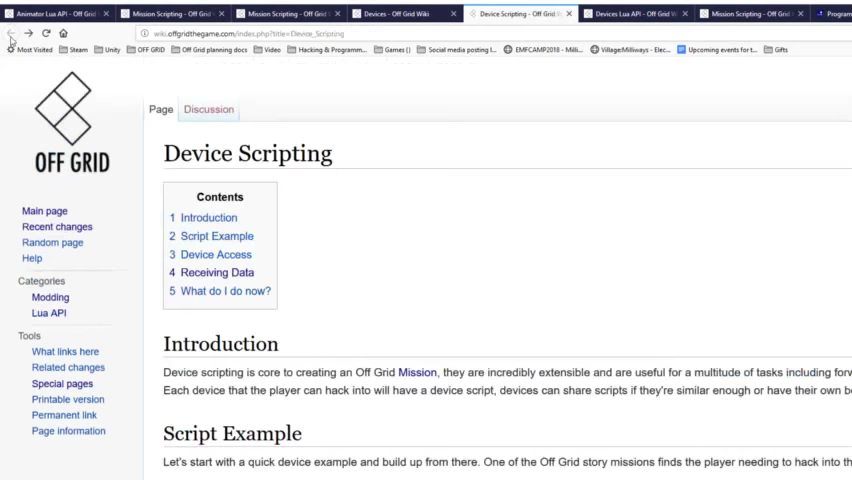 Animator Lua API - Off Grid
Mission Scripting - Off Grid
Mission Scripting - Off Grid
Devices - Off Grid Wiki
Device Scripting - Off Grid
Devices Lua API - Off Grid W
Mission Scripting - Off Grid
Program
wiki.offgridthegame.com/index.php?title=Device_Scripting
Most Visited
Steam
Unity
OFF GRID
Off Grid planning docs
Video
Hacking & Programm...
Games ()
Social media posting l...
EMFCAMP2018 - Milli...
Village:Milliways - Elec...
Upcoming events for t...
Gifts
OFF GRID
Main page
Recent changes
Random page
Help
Categories
Modding
Lua API
Tools
What links here
Related changes
Special pages
Printable version
Permanent link
Page information
Page
Discussion
Device Scripting
Contents
1 Introduction
2 Script Example
3 Device Access
4 Receiving Data
5 What do I do now?
Introduction
Device scripting is core to creating an Off Grid Mission, they are incredibly extensible and are useful for a multitude of tasks including forw
Each device that the player can hack into will have a device script, devices can share scripts if they're similar enough or have their own be
Script Example
Let's start with a quick device example and build up from there. One of the Off Grid story missions finds the player needing to hack into th